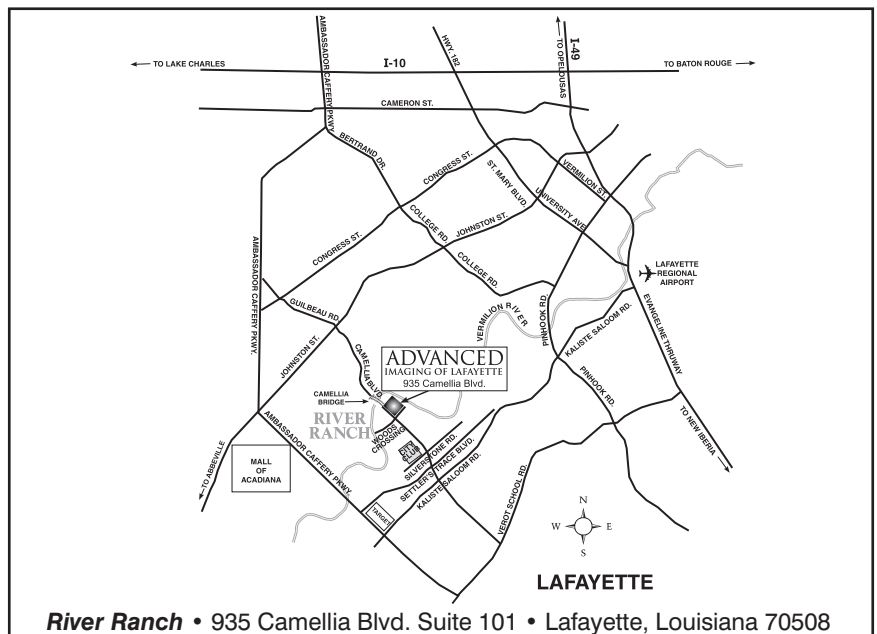 AMBASSADOR CAFFERY PKWY.
HWY. 182
TO OPELOUSAS
I-49
TO LAKE CHARLES
I-10
TO BATON ROUGE
CAMERON ST.
BERTRAND DR.
CONGRESS ST.
ST. MARY BLVD.
VERMILION ST.
UNIVERSITY AVE.
COLLEGE RD.
JOHNSTON ST.
CONGRESS ST.
COLLEGE RD.
AMBASSADOR CAFFERY PKWY.
LAFAYETTE
REGIONAL
AIRPORT
GUILBEAU RD.
VERMILION RIVER
PINHOOK RD.
KALISTE SALOOM RD.
EVANGELINE THRUWAY
JOHNSTON ST.
CAMELLIA BLVD.
ADVANCED
IMAGING OF LAFAYETTE
935 Camellia Blvd.
PINHOOK RD.
CAMELLIA
BRIDGE
RIVER
RANCH
WOODS
CROSSING
CITY
CLUB
SILVERSTONE RD.
SETTLER'S TRACE BLVD.
KALISTE SALOOM RD.
AMBASSADOR CAFFERY PKWY.
TO NEW IBERIA
TO ABBEVILLE
MALL
OF
ACADIANA
TARGET
VEROT SCHOOL RD.
N
W
E
S
LAFAYETTE
River Ranch • 935 Camellia Blvd. Suite 101 • Lafayette, Louisiana 70508